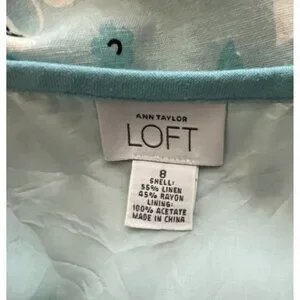 ANN TAYLOR
LOFT
8
SHELL:
55% LINEN
45% RAYON
LINING:
100% ACETATE
MADE IN CHINA